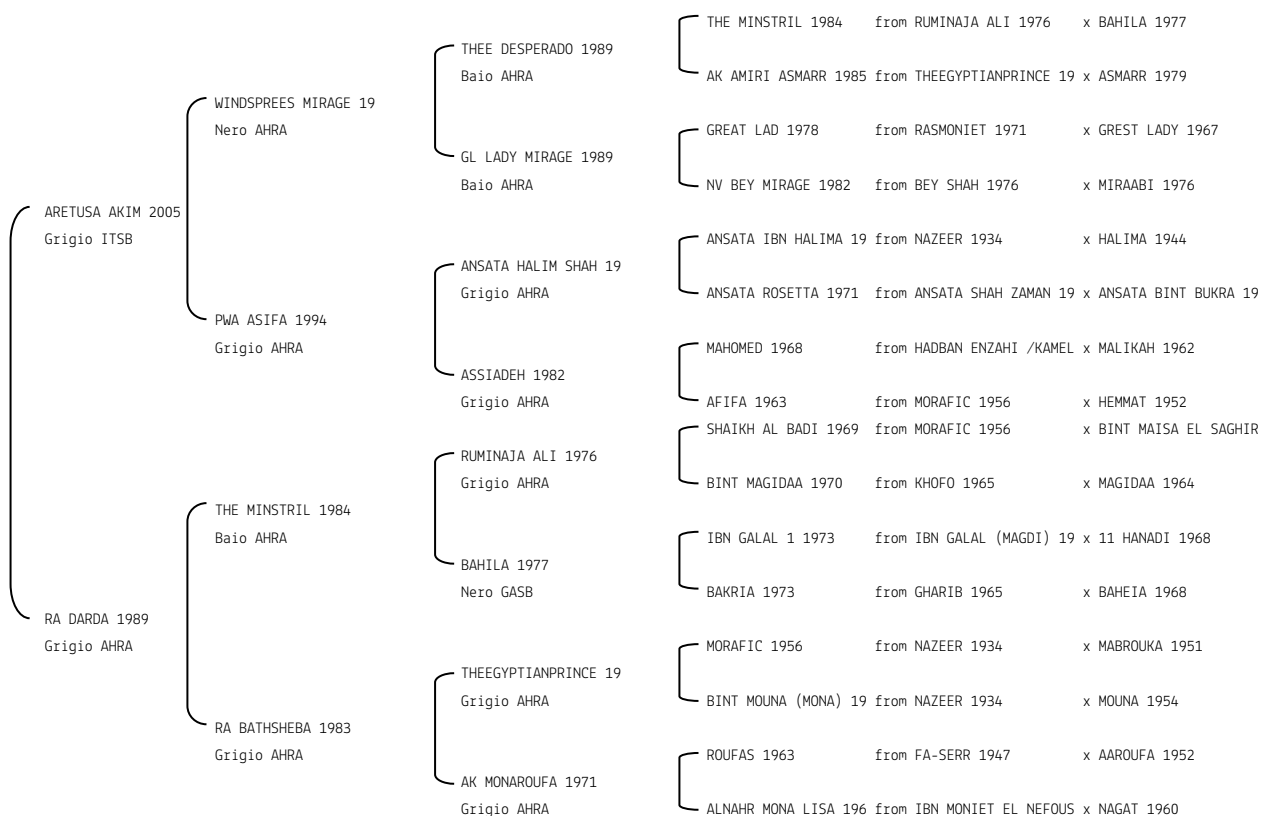 THE MINSTRIL 1984 from RUMINAJA ALI 1976 x BAHILA 1977
THEE DESPERADO 1989
Baio AHRA
AK AMIRI ASMARR 1985 from THEEGYPTIANPRINCE 19 x ASMARR 1979
WINDSPREES MIRAGE 19
Nero AHRA
GREAT LAD 1978 from RASMONIET 1971 x GREST LADY 1967
GL LADY MIRAGE 1989
Baio AHRA
NV BEY MIRAGE 1982 from BEY SHAH 1976 x MIRAABI 1976
ARETUSA AKIM 2005
Grigio ITSB
ANSATA IBN HALIMA 19 from NAZEER 1934 x HALIMA 1944
ANSATA HALIM SHAH 19
Grigio AHRA
ANSATA ROSETTA 1971 from ANSATA SHAH ZAMAN 19 x ANSATA BINT BUKRA 19
PWA ASIFA 1994
Grigio AHRA
MAHOMED 1968 from HADBAN ENZAHI /KAMEL x MALIKAH 1962
ASSIADEH 1982
Grigio AHRA
AFIFA 1963 from MORAFIC 1956 x HEMMAT 1952
SHAIKH AL BADI 1969 from MORAFIC 1956 x BINT MAISA EL SAGHIR
RUMINAJA ALI 1976
Grigio AHRA
BINT MAGIDAA 1970 from KHOFO 1965 x MAGIDAA 1964
THE MINSTRIL 1984
Baio AHRA
IBN GALAL 1 1973 from IBN GALAL (MAGDI) 19 x 11 HANADI 1968
BAHILA 1977
Nero GASB
BAKRIA 1973 from GHARIB 1965 x BAHEIA 1968
RA DARDA 1989
Grigio AHRA
MORAFIC 1956 from NAZEER 1934 x MABROUKA 1951
THEEGYPTIANPRINCE 19
Grigio AHRA
BINT MOUNA (MONA) 19 from NAZEER 1934 x MOUNA 1954
RA BATHSHEBA 1983
Grigio AHRA
ROUFAS 1963 from FA-SERR 1947 x AAROUFA 1952
AK MONAROUFA 1971
Grigio AHRA
ALNAHR MONA LISA 196 from IBN MONIET EL NEFOUS x NAGAT 1960